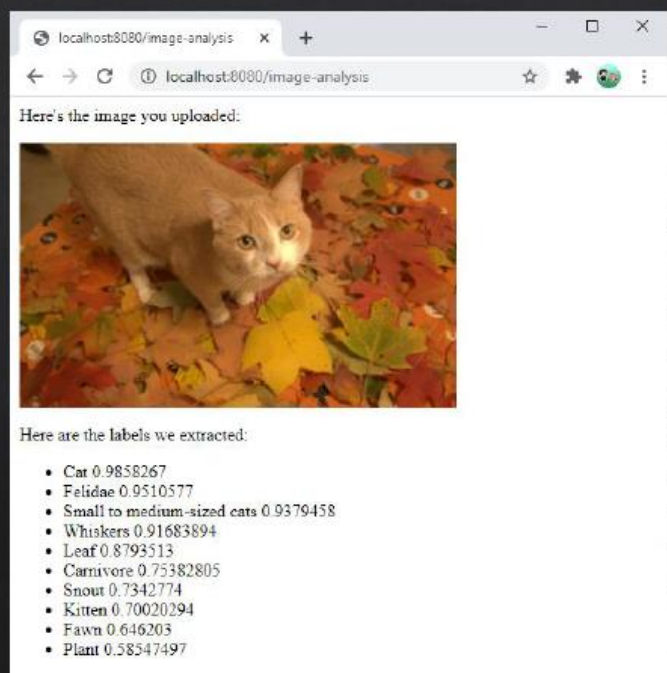 localhost:8080/image-analysis
localhost:8080/image-analysis
Here's the image you uploaded:
Here are the labels we extracted:
• Cat 0.9858267
• Felidae 0.9510577
• Small to medium-sized cats 0.9379458
• Whiskers 0.91683894
• Leaf 0.8793513
• Carnivore 0.75382805
• Snout 0.7342774
• Kitten 0.70020294
• Fawn 0.646203
• Plant 0.58547497